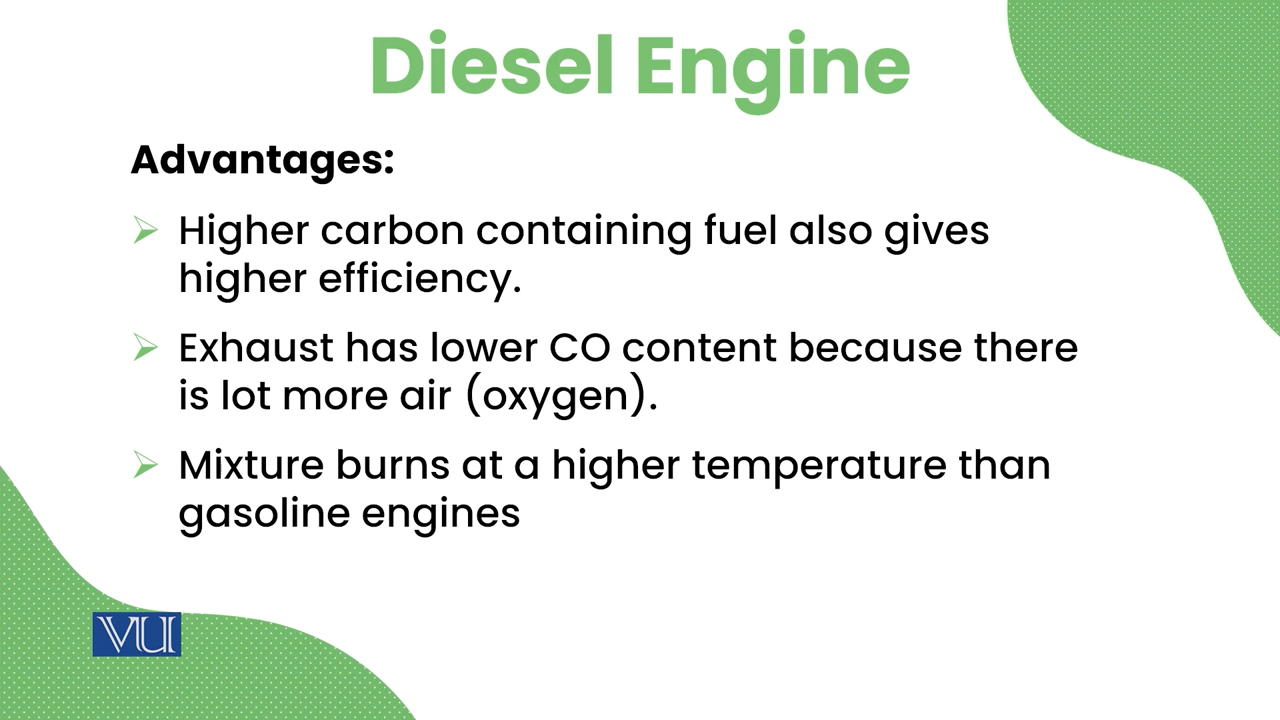 Diesel Engine
Advantages:
➢ Higher carbon containing fuel also gives
higher efficiency.
➢ Exhaust has lower CO content because there
is lot more air (oxygen).
➢ Mixture burns at a higher temperature than
gasoline engines
VU